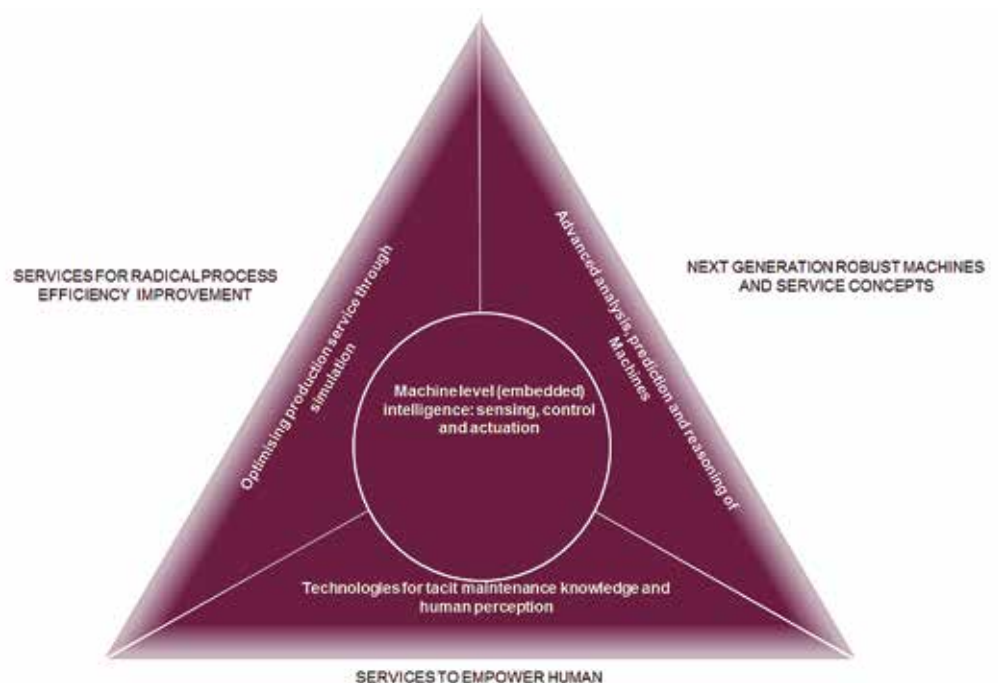 SERVICES FOR RADICAL PROCESS
EFFICIENCY IMPROVEMENT
Optimising production service through
simulation
Advanced analysis, prediction and reasoning of
Machines
NEXT GENERATION ROBUST MACHINES
AND SERVICE CONCEPTS
Machine level (embedded)
intelligence: sensing, control
and actuation
Technologies for tacit maintenance knowledge and
human perception
SERVICES TO EMPOWER HUMAN